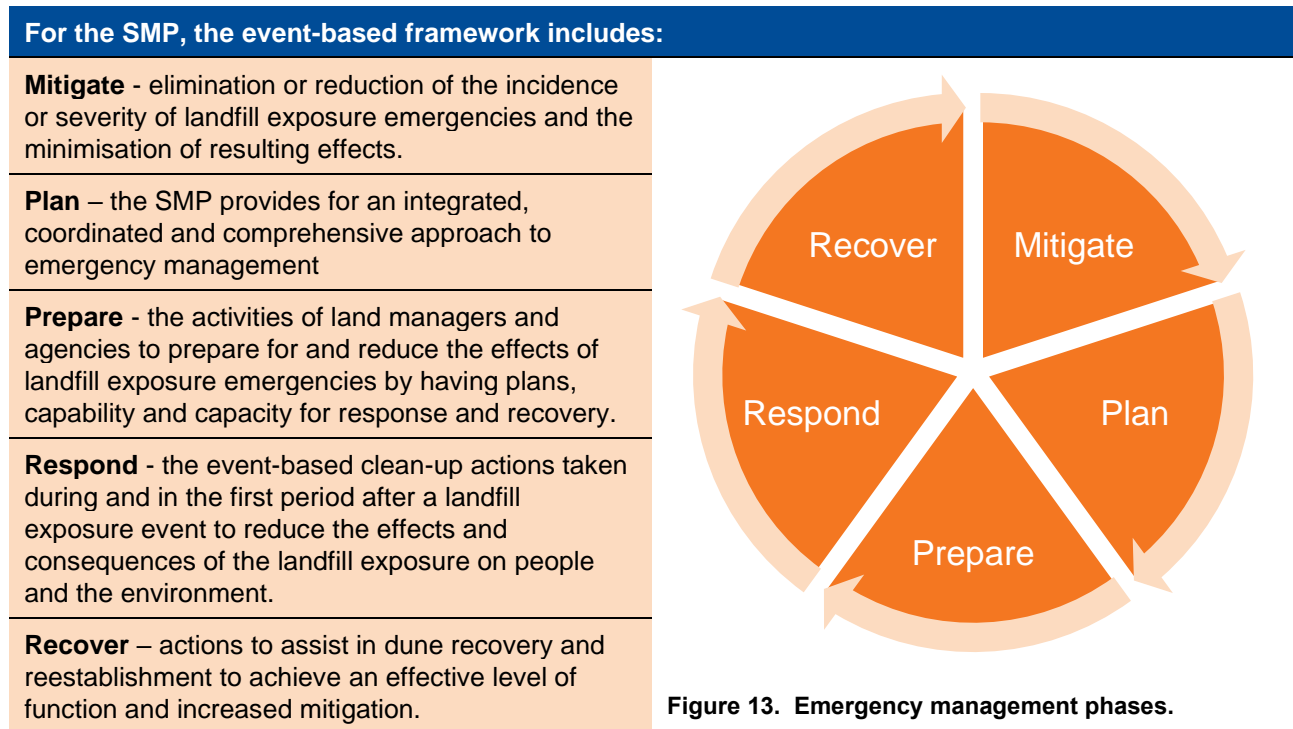 For the SMP, the event-based framework includes:
Mitigate - elimination or reduction of the incidence
or severity of landfill exposure emergencies and the
minimisation of resulting effects.
Plan – the SMP provides for an integrated,
coordinated and comprehensive approach to
emergency management
Prepare - the activities of land managers and
agencies to prepare for and reduce the effects of
landfill exposure emergencies by having plans,
capability and capacity for response and recovery.
Respond - the event-based clean-up actions taken
during and in the first period after a landfill
exposure event to reduce the effects and
consequences of the landfill exposure on people
and the environment.
Recover – actions to assist in dune recovery and
reestablishment to achieve an effective level of
function and increased mitigation.
Recover
Mitigate
Respond
Plan
Prepare
Figure 13. Emergency management phases.